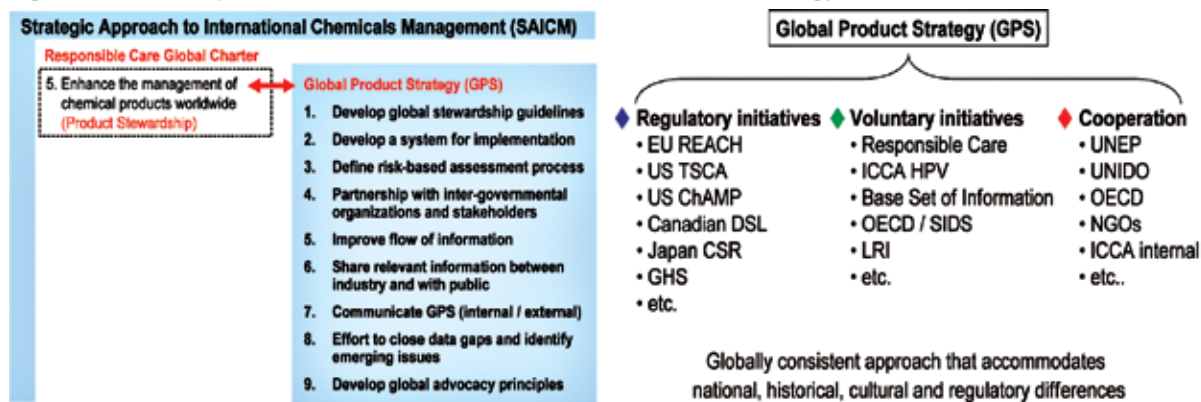 Strategic Approach to International Chemicals Management (SAICM)
Responsible Care Global Charter
5. Enhance the management of
chemical products worldwide
(Product Stewardship)
Global Product Strategy (GPS)
1. Develop global stewardship guidelines
2. Develop a system for implementation
3. Define risk-based assessment process
4. Partnership with inter-governmental
organizations and stakeholders
5. Improve flow of information
6. Share relevant information between
industry and with public
7. Communicate GPS (internal / external)
8. Effort to close data gaps and identify
emerging issues
9. Develop global advocacy principles
Global Product Strategy (GPS)
Regulatory initiatives
• EU REACH
• US TSCA
• US ChAMP
• Canadian DSL
• Japan CSR
• GHS
• etc.
Voluntary initiatives
• Responsible Care
• ICCA HPV
• Base Set of Information
• OECD / SIDS
• LRI
• etc.
Cooperation
• UNEP
• UNIDO
• OECD
• NGOs
• ICCA internal
• etc..
Globally consistent approach that accommodates
national, historical, cultural and regulatory differences